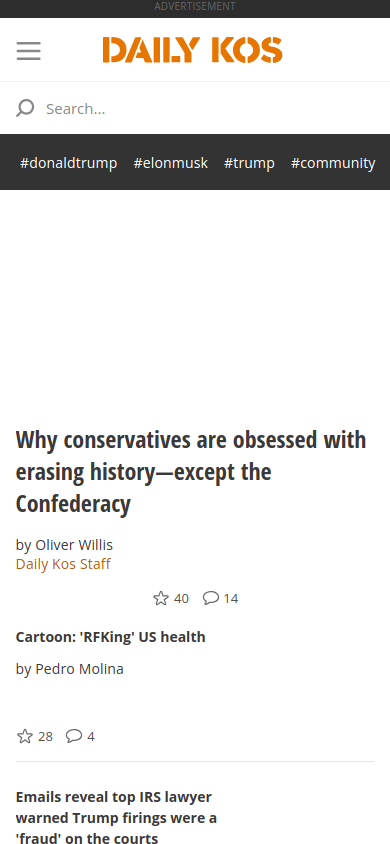 ADVERTISEMENT
DAILY KOS
Search...
#donaldtrump #elonmusk #trump #community
Why conservatives are obsessed with
erasing history—except the
Confederacy
by Oliver Willis
Daily Kos Staff
40 14
Cartoon: 'RFKing' US health
by Pedro Molina
28 4
Emails reveal top IRS lawyer
warned Trump firings were a
'fraud' on the courts